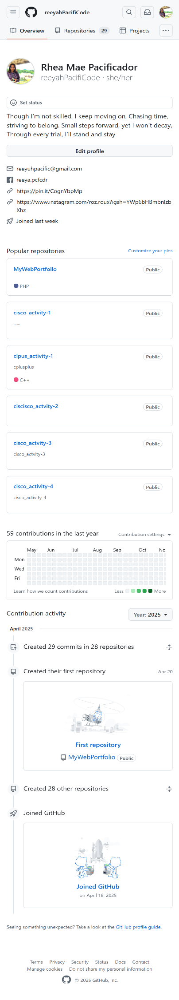 reeyahPacifiCode
Overview
Repositories 29
Projects
Rhea Mae Pacificador
reeyahPacifiCode · she/her
Set status
Though I'm not skilled, I keep moving on, Chasing time,
striving to belong. Small steps forward, yet I won't decay,
Through every trial, I'll stand and stay
Edit profile
reeyuhpacific@gmail.com
reeya.pcfcdr
https://pin.it/CognYbpMp
https://www.instagram.com/roz.roux?igsh=YWp6bHBmbnlzb
Xhz
Joined last week
Popular repositories
Customize your pins
MyWebPortfolio Public
PHP
cisco_actvity-1 Public
......
clpus_activity-1 Public
cplusplus
C++
ciscisco_actvity-2 Public
cisco_actvity-3 Public
cisco_actvity-3
cisco_activity-4 Public
cisco_activity-4
59 contributions in the last year
Contribution settings
May Jun Jul Aug Sep Oct No
Mon
Wed
Fri
Learn how we count contributions
Less More
Contribution activity
Year: 2025
April 2025
Created 29 commits in 28 repositories
Created their first repository Apr 20
First repository
MyWebPortfolio Public
Created 28 other repositories
Joined GitHub
Joined GitHub
on April 18, 2025
Seeing something unexpected? Take a look at the GitHub profile guide.
Terms Privacy Security Status Docs Contact
Manage cookies Do not share my personal information
© 2025 GitHub, Inc.